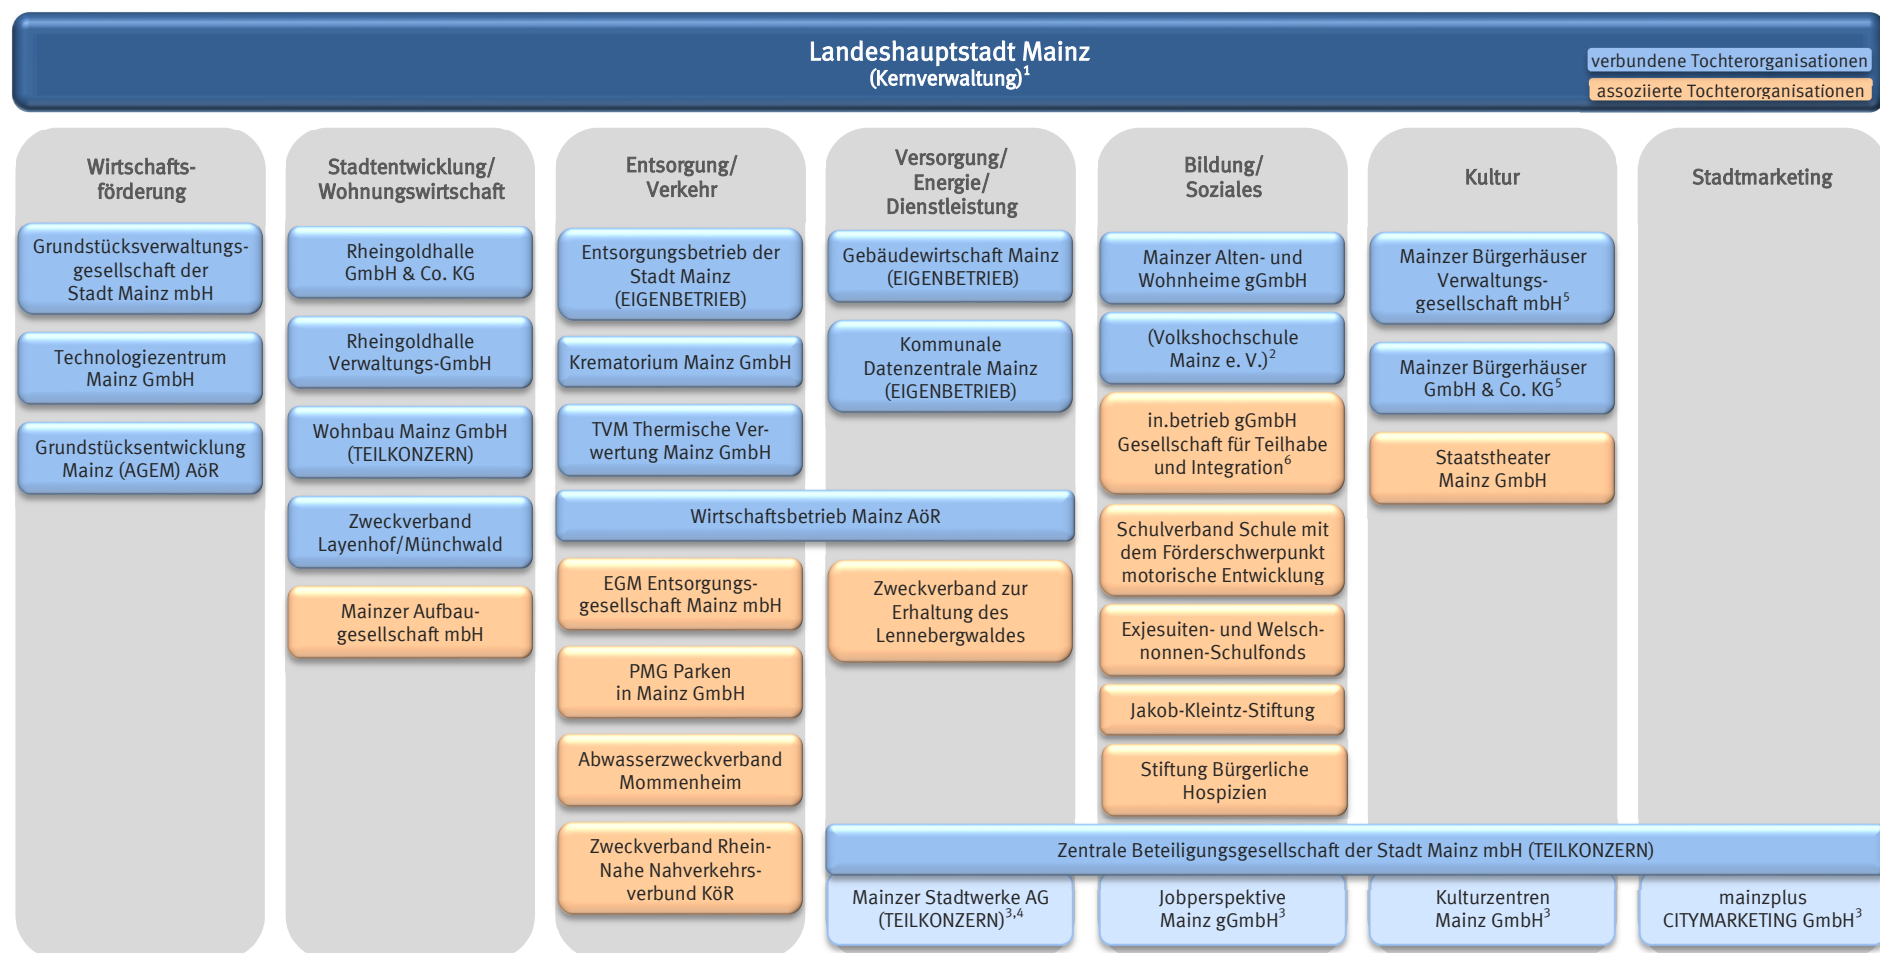 Landeshauptstadt Mainz
(Kernverwaltung)¹
verbundene Tochterorganisationen
assoziierte Tochterorganisationen
Wirtschafts-
förderung
Grundstücksverwaltungs-
gesellschaft der
Stadt Mainz mbH
Technologiezentrum
Mainz GmbH
Grundstücksentwicklung
Mainz (AGEM) AöR
Stadtentwicklung/
Wohnungswirtschaft
Rheingoldhalle
GmbH & Co. KG
Rheingoldhalle
Verwaltungs-GmbH
Wohnbau Mainz GmbH
(TEILKONZERN)
Zweckverband
Layenhof/Münchwald
Mainzer Aufbau-
gesellschaft mbH
Entsorgung/
Verkehr
Entsorgungsbetrieb der
Stadt Mainz
(EIGENBETRIEB)
Krematorium Mainz GmbH
TVM Thermische Ver-
wertung Mainz GmbH
Wirtschaftsbetrieb Mainz AöR
EGM Entsorgungs-
gesellschaft Mainz mbH
PMG Parken
in Mainz GmbH
Abwasserzweckverband
Mommenheim
Zweckverband Rhein-
Nahe Nahverkehrs-
verbund KöR
Versorgung/
Energie/
Dienstleistung
Gebäudewirtschaft Mainz
(EIGENBETRIEB)
Kommunale
Datenzentrale Mainz
(EIGENBETRIEB)
Zweckverband zur
Erhaltung des
Lennebergwaldes
Bildung/
Soziales
Mainzer Alten- und
Wohnheime gGmbH
(Volkshochschule
Mainz e. V.)²
in.betrieb gGmbH
Gesellschaft für Teilhabe
und Integration⁶
Schulverband Schule mit
dem Förderschwerpunkt
motorische Entwicklung
Exjesuiten- und Welsch-
nonnen-Schulfonds
Jakob-Kleintz-Stiftung
Stiftung Bürgerliche
Hospizien
Kultur
Mainzer Bürgerhäuser
Verwaltungs-
gesellschaft mbH⁵
Mainzer Bürgerhäuser
GmbH & Co. KG⁵
Staatstheater
Mainz GmbH
Stadtmarketing
Zentrale Beteiligungsgesellschaft der Stadt Mainz mbH (TEILKONZERN)
Mainzer Stadtwerke AG
(TEILKONZERN)³,⁴
Jobperspektive
Mainz gGmbH³
Kulturzentren
Mainz GmbH³
mainzplus
CITYMARKETING GmbH³